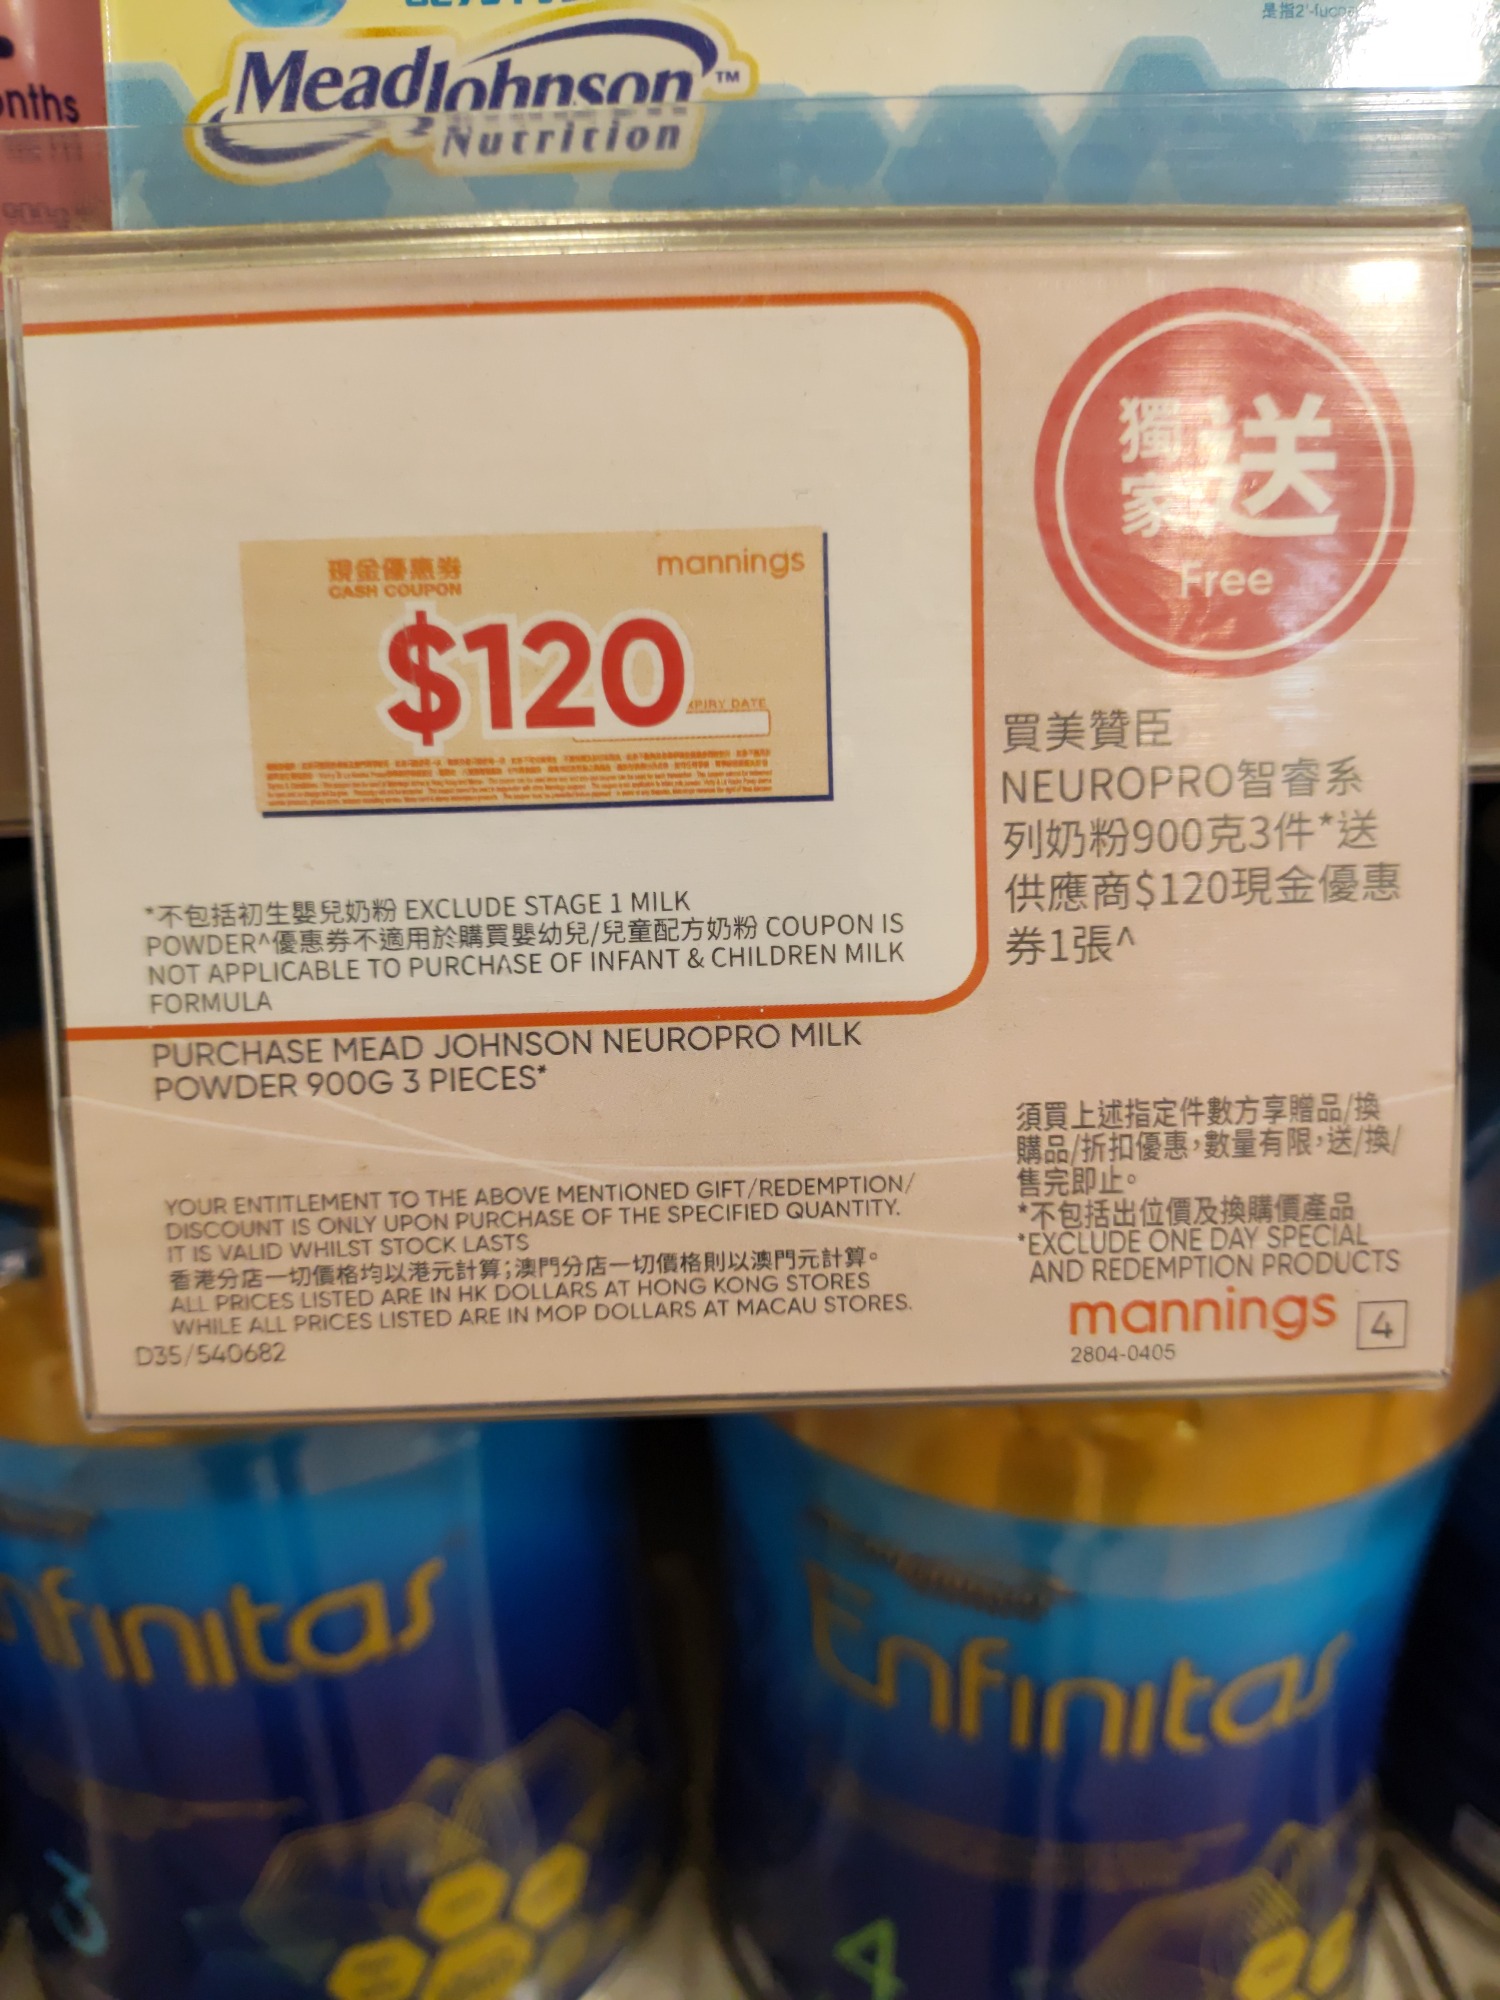 是指2'-fuco
MeadJohnson™
Nutrition
nths
獨家送
Free
現金優惠券
CASH COUPON
mannings
$120
XPIRY DATE
買美贊臣
NEUROPRO智睿系
列奶粉900克3件*送
供應商$120現金優惠
券1張^
*不包括初生嬰兒奶粉 EXCLUDE STAGE 1 MILK
POWDER^優惠券不適用於購買嬰幼兒/兒童配方奶粉 COUPON IS
NOT APPLICABLE TO PURCHASE OF INFANT & CHILDREN MILK
FORMULA
PURCHASE MEAD JOHNSON NEUROPRO MILK
POWDER 900G 3 PIECES*
YOUR ENTITLEMENT TO THE ABOVE MENTIONED GIFT/REDEMPTION/
DISCOUNT IS ONLY UPON PURCHASE OF THE SPECIFIED QUANTITY.
IT IS VALID WHILST STOCK LASTS
香港分店一切價格均以港元計算;澳門分店一切價格則以澳門元計算。
ALL PRICES LISTED ARE IN HK DOLLARS AT HONG KONG STORES
WHILE ALL PRICES LISTED ARE IN MOP DOLLARS AT MACAU STORES.
D35/540682
須買上述指定件數方享贈品/換
購品/折扣優惠,數量有限,送/換/
售完即止。
*不包括出位價及換購價產品
*EXCLUDE ONE DAY SPECIAL
AND REDEMPTION PRODUCTS
mannings 4
2804-0405
nfinitas
Enfinitas
3
4